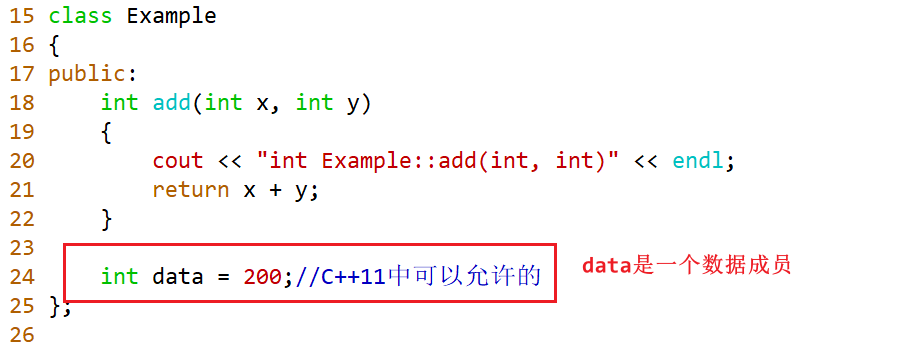 15 class Example
16 {
17 public:
18     int add(int x, int y)
19     {
20         cout << "int Example::add(int, int)" << endl;
21         return x + y;
22     }
23
24     int data = 200;//C++11中可以允许的
data是一个数据成员
25 };
26